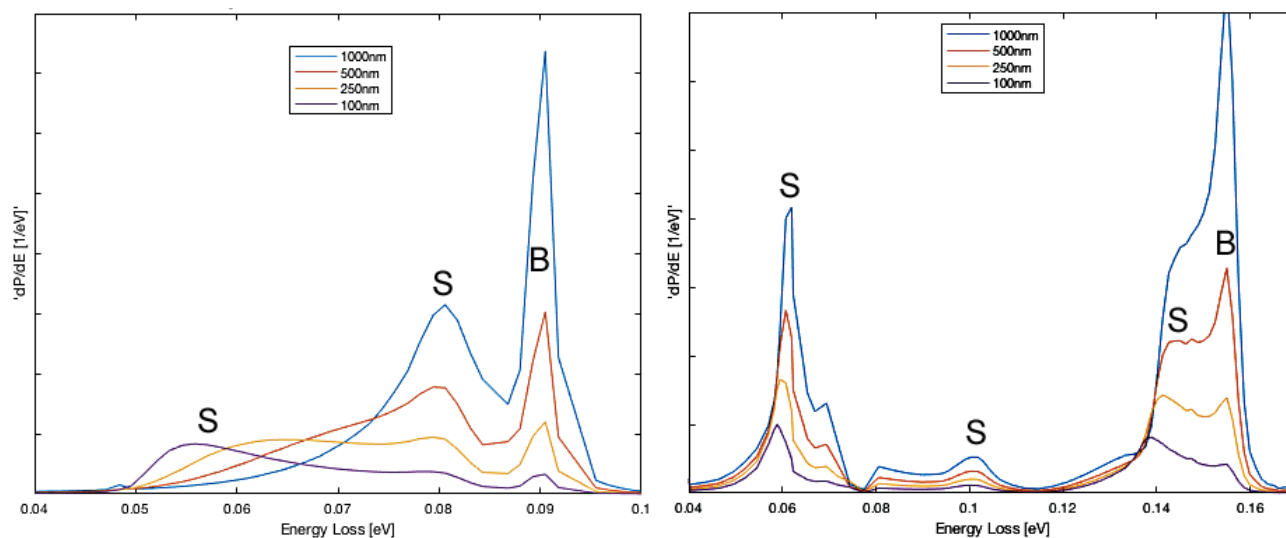 1000nm
500nm
250nm
100nm
S
S
B
'dP/dE [1/eV]'
0.04
0.05
0.06
0.07
0.08
0.09
0.1
Energy Loss [eV]
1000nm
500nm
250nm
100nm
S
S
S
B
'dP/dE [1/eV]'
0.04
0.06
0.08
0.1
0.12
0.14
0.16
Energy Loss [eV]